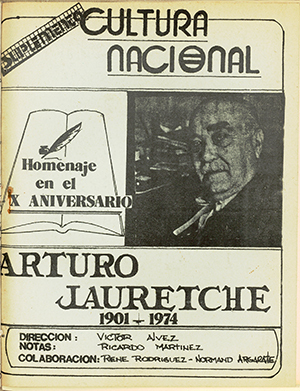 Suplemento
CULTURA
NACIONAL
Homenaje
en el
X ANIVERSARIO
ARTURO
JAURETCHE
1901 - 1974
DIRECCION: VICTOR ALVEZ
NOTAS: RICARDO MARTINEZ
COLABORACION: RENE RODRIGUEZ - NORMAND ARGARATE